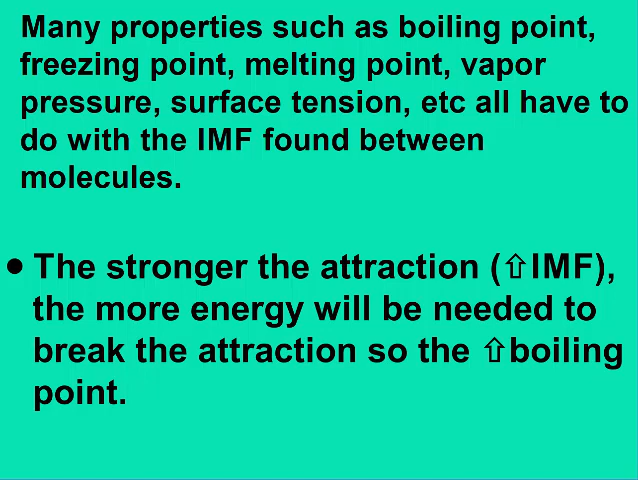 Many properties such as boiling point,
freezing point, melting point, vapor
pressure, surface tension, etc all have to
do with the IMF found between
molecules.
• The stronger the attraction (⇧IMF),
the more energy will be needed to
break the attraction so the ⇧boiling
point.